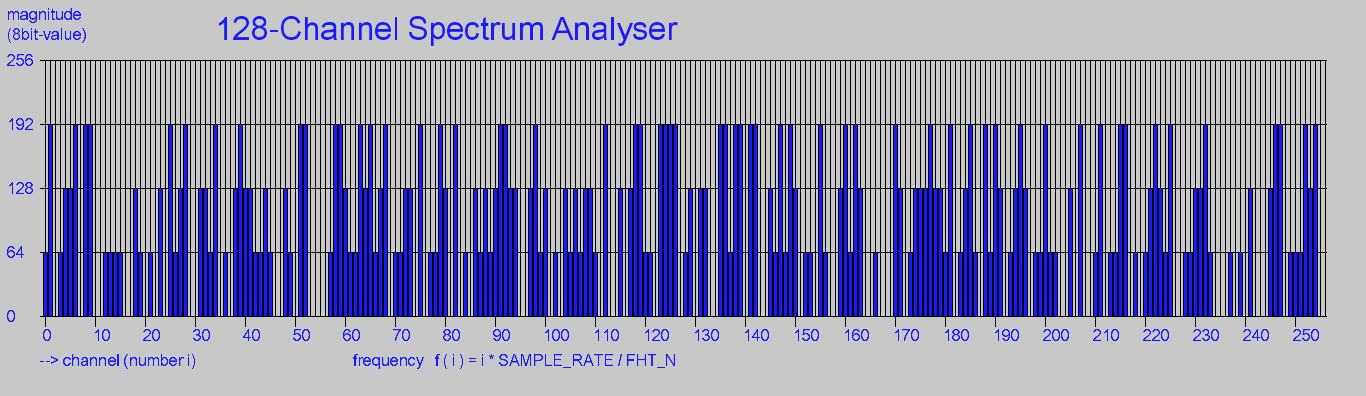 magnitude
(8bit-value)
128-Channel Spectrum Analyser
256
192
128
64
0
0 10 20 30 40 50 60 70 80 90 100 110 120 130 140 150 160 170 180 190 200 210 220 230 240 250
--> channel (number i)
frequency f ( i ) = i * SAMPLE_RATE / FHT_N